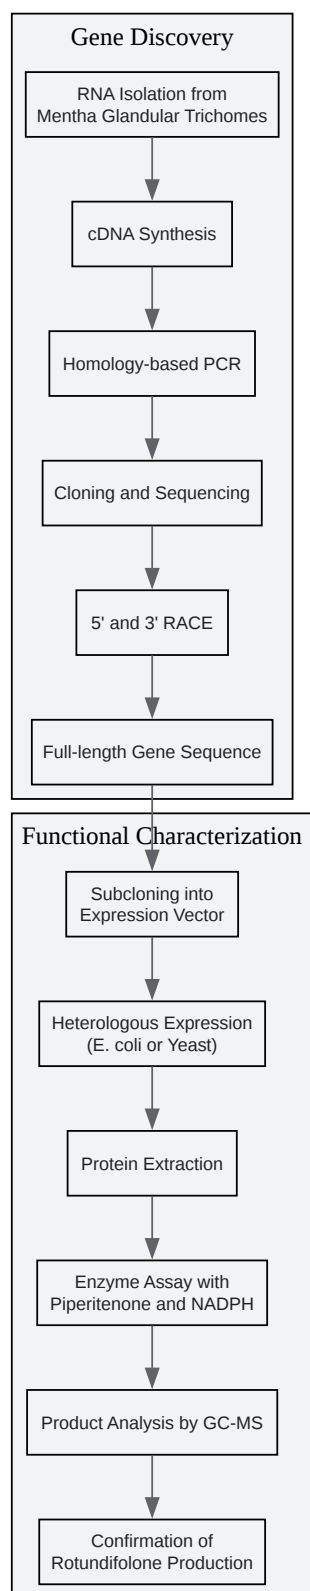 Gene Discovery
RNA Isolation from
Mentha Glandular Trichomes
cDNA Synthesis
Homology-based PCR
Cloning and Sequencing
5' and 3' RACE
Full-length Gene Sequence
Functional Characterization
Subcloning into
Expression Vector
Heterologous Expression
(E. coli or Yeast)
Protein Extraction
Enzyme Assay with
Piperitenone and NADPH
Product Analysis by GC-MS
Confirmation of
Rotundifolone Production